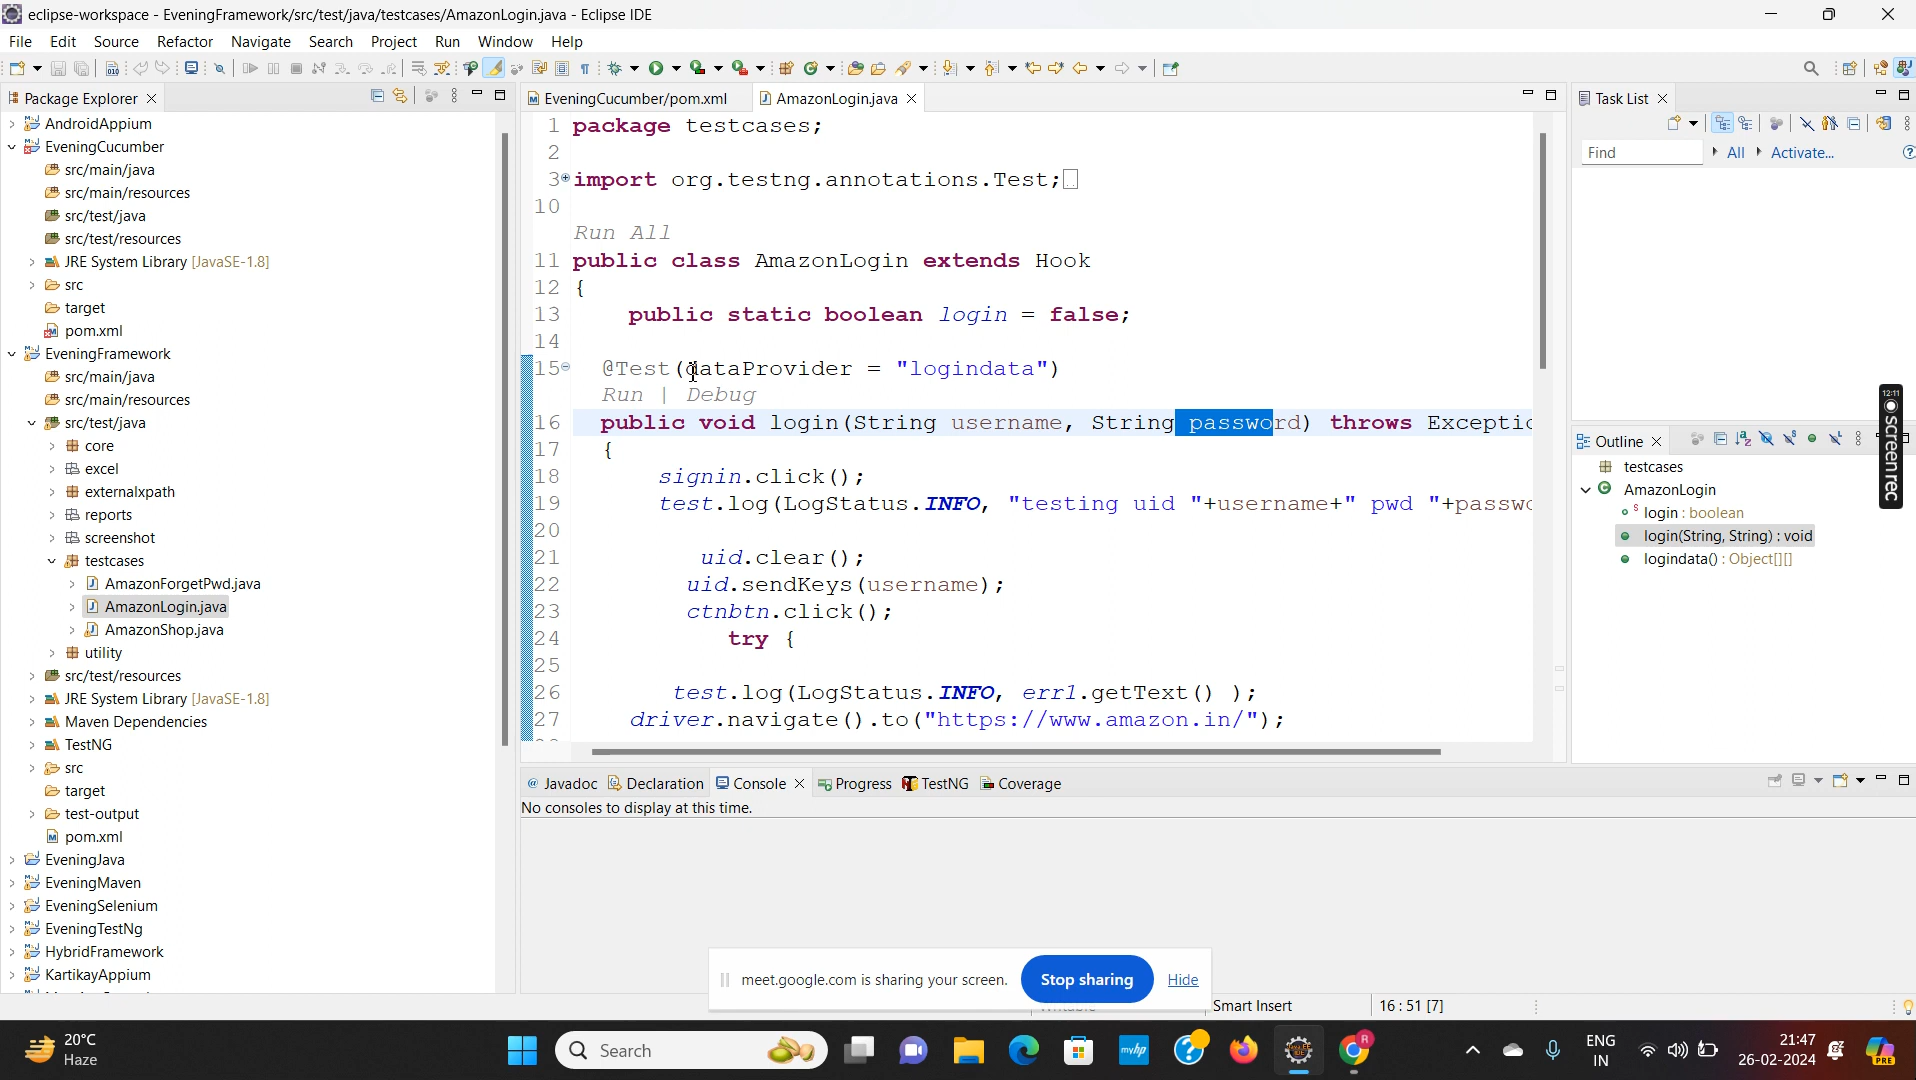 eclipse-workspace - EveningFramework/src/test/java/testcases/AmazonLogin.java - Eclipse IDE
File Edit Source Refactor Navigate Search Project Run Window Help
Package Explorer
AndroidAppium
EveningCucumber
src/main/java
src/main/resources
src/test/java
src/test/resources
JRE System Library [JavaSE-1.8]
src
target
pom.xml
EveningFramework
src/main/java
src/main/resources
src/test/java
core
excel
externalxpath
reports
screenshot
testcases
AmazonForgetPwd.java
AmazonLogin.java
AmazonShop.java
utility
src/test/resources
JRE System Library [JavaSE-1.8]
Maven Dependencies
TestNG
src
target
test-output
pom.xml
EveningJava
EveningMaven
EveningSelenium
EveningTestNg
HybridFramework
KartikayAppium
EveningCucumber/pom.xml AmazonLogin.java
1 package testcases;
2
3 import org.testng.annotations.Test;
10
Run All
11 public class AmazonLogin extends Hook
12 {
13 public static boolean login = false;
14
15 @Test(dataProvider = "logindata")
Run | Debug
16 public void login(String username, String password) throws Exceptio
17 {
18 signin.click();
19 test.log(LogStatus.INFO, "testing uid "+username+" pwd "+passwo
20
21 uid.clear();
22 uid.sendKeys(username);
23 ctnbtn.click();
24 try {
25
26 test.log(LogStatus.INFO, err1.getText() );
27 driver.navigate().to("https://www.amazon.in/");
Javadoc Declaration Console Progress TestNG Coverage
No consoles to display at this time.
Task List
Find All Activate...
Outline
testcases
AmazonLogin
login : boolean
login(String, String) : void
logindata() : Object[][]
12:11
screenrec
meet.google.com is sharing your screen. Stop sharing Hide
Smart Insert 16 : 51 [7]
20°C
Haze
Search
myhp
R
ENG
IN
21:47
26-02-2024
PRE